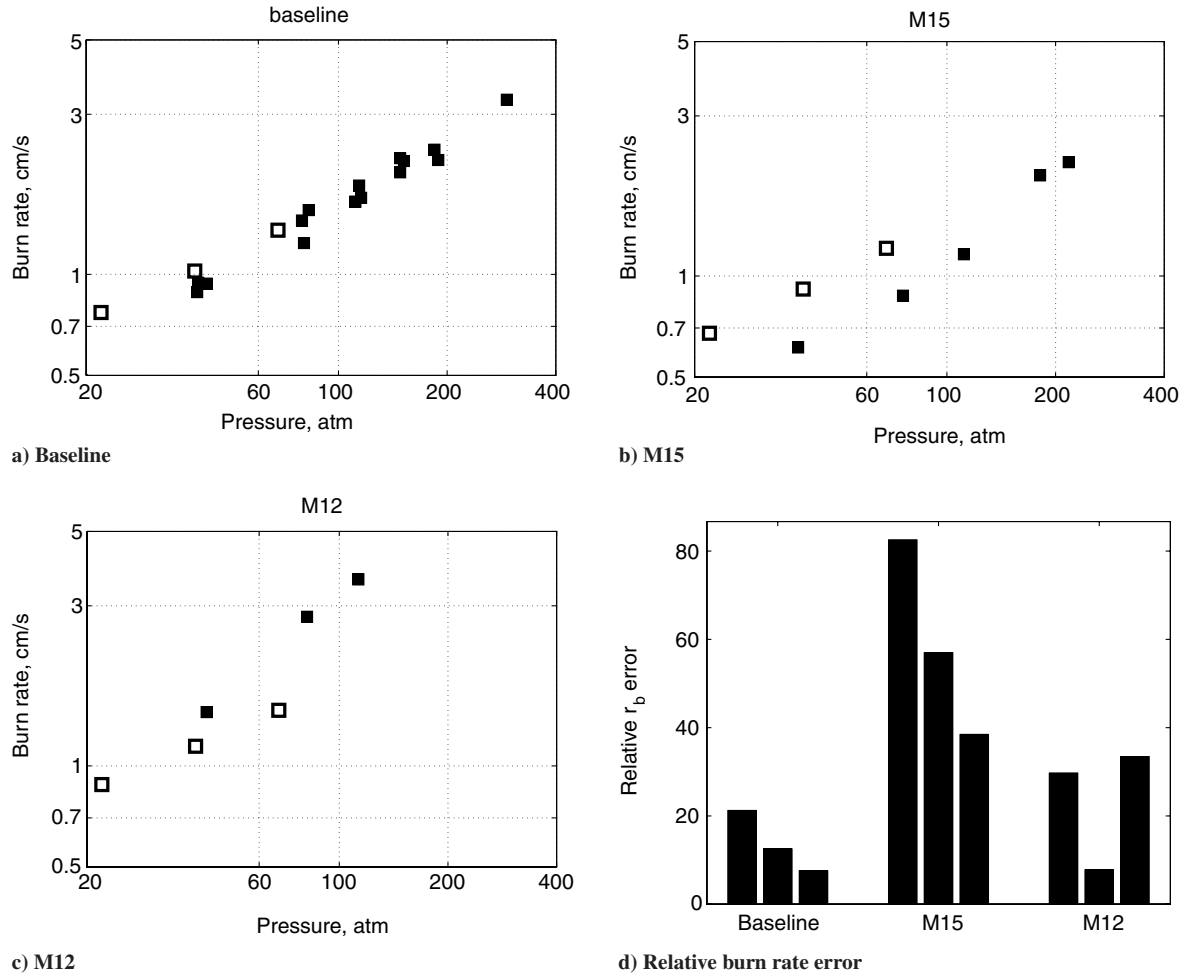 baseline
5
3
1
0.7
0.5
20
60
100
200
400
Burn rate, cm/s
Pressure, atm
a) Baseline
M15
5
3
1
0.7
0.5
20
60
100
200
400
Burn rate, cm/s
Pressure, atm
b) M15
M12
5
3
1
0.7
0.5
20
60
100
200
400
Burn rate, cm/s
Pressure, atm
c) M12
80
60
40
20
0
Relative r_b error
Baseline
M15
M12
d) Relative burn rate error